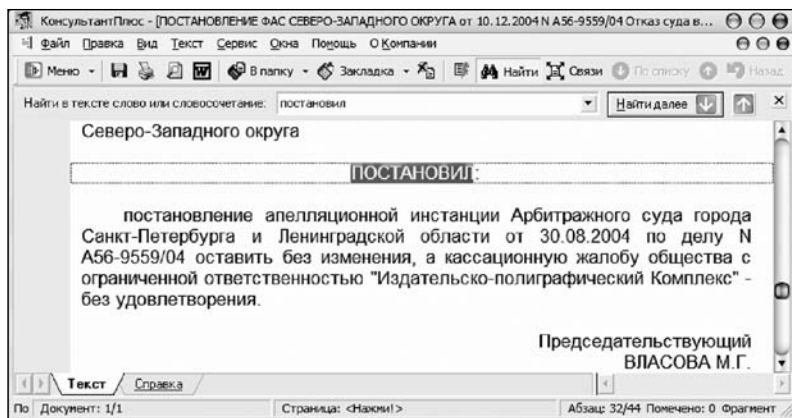 КонсультантПлюс - [ПОСТАНОВЛЕНИЕ ФАС СЕВЕРО-ЗАПАДНОГО ОКРУГА от 10.12.2004 N А56-9559/04 Отказ суда в...
Файл Правка Вид Текст Сервис Окна Помощь О Компании
Меню В папку Закладка Найти Связи По списку Назад
Найти в тексте слово или словосочетание: постановил Найти далее
Северо-Западного округа
ПОСТАНОВИЛ:
постановление апелляционной инстанции Арбитражного суда города
Санкт-Петербурга и Ленинградской области от 30.08.2004 по делу N
А56-9559/04 оставить без изменения, а кассационную жалобу общества с
ограниченной ответственностью "Издательско-полиграфический Комплекс" -
без удовлетворения.
Председательствующий
ВЛАСОВА М.Г.
Текст Справка
По Документ: 1/1 Страница: <Нажми!> Абзац: 32/44 Помечено: 0 Фрагмент